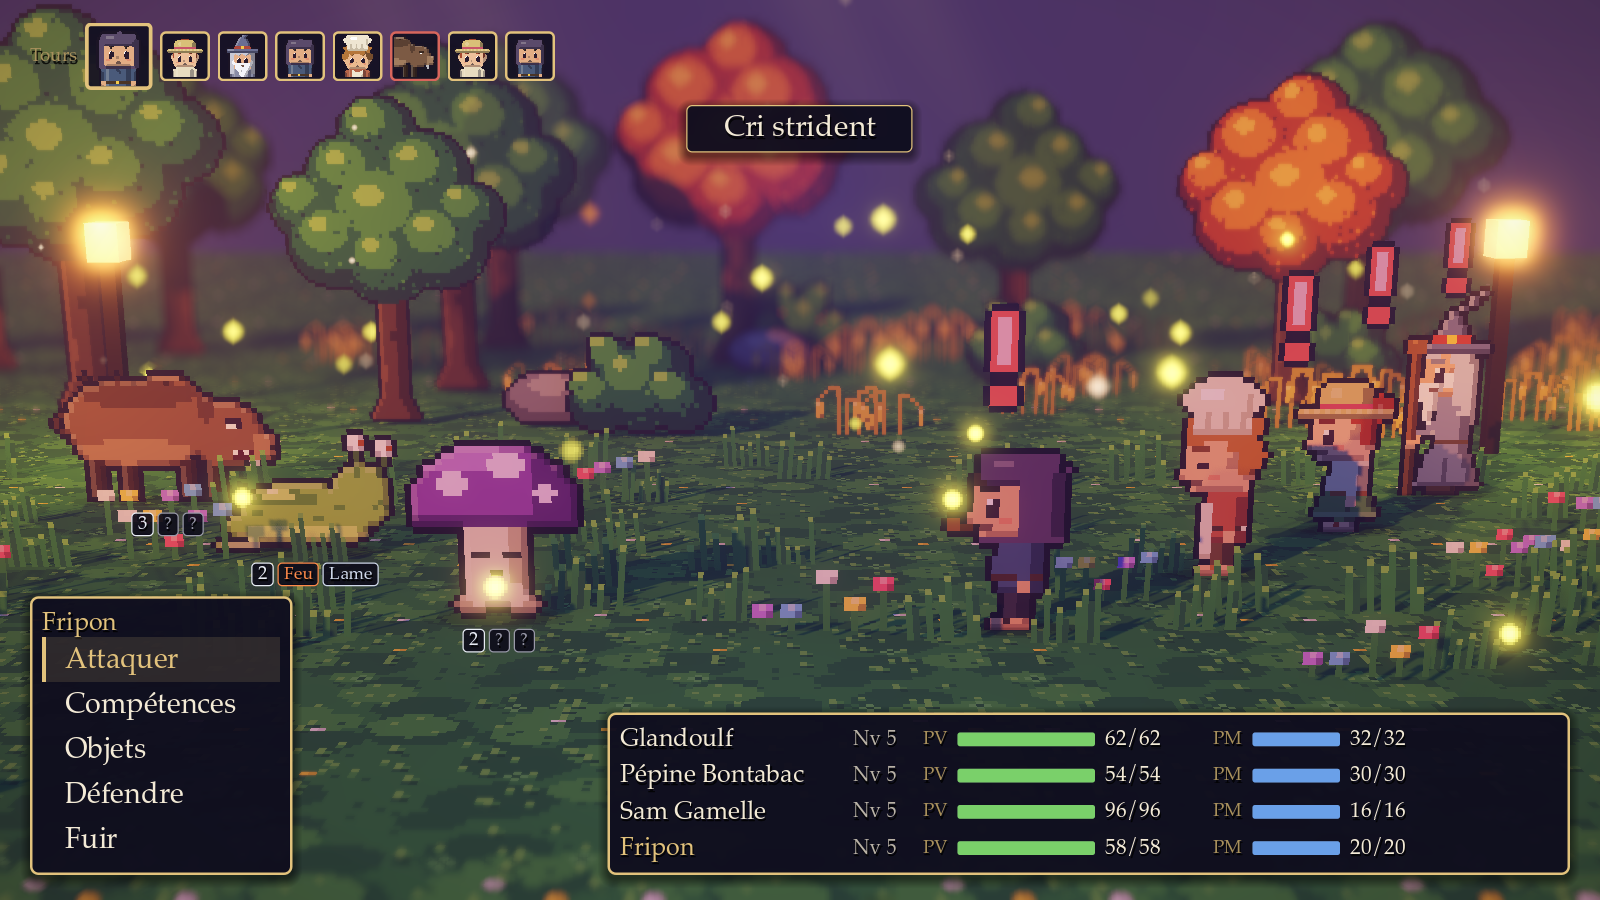 Tours
Cri strident
3 ? ?
2 Feu Lame
2 ? ?
Fripon
Attaquer
Compétences
Objets
Défendre
Fuir
Glandoulf Nv 5 PV 62/62 PM 32/32
Pépine Bontabac Nv 5 PV 54/54 PM 30/30
Sam Gamelle Nv 5 PV 96/96 PM 16/16
Fripon Nv 5 PV 58/58 PM 20/20